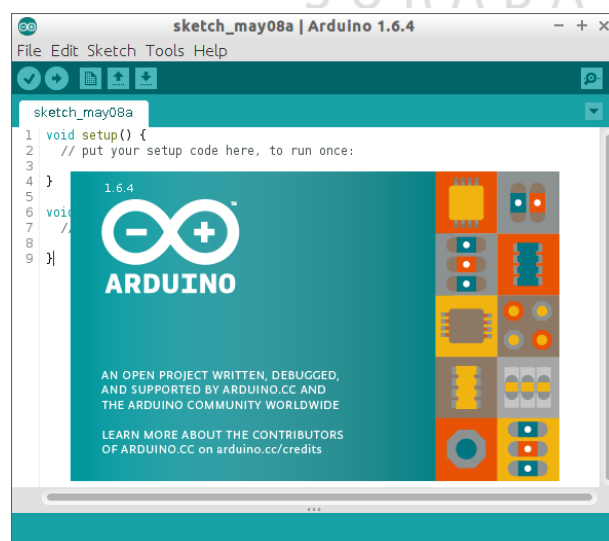 SURABA
sketch_may08a | Arduino 1.6.4
File Edit Sketch Tools Help
sketch_may08a
1 void setup() {
2 // put your setup code here, to run once:
3
4 }
5
6 voi
7 //
8
9 }
1.6.4
™
ARDUINO
AN OPEN PROJECT WRITTEN, DEBUGGED,
AND SUPPORTED BY ARDUINO.CC AND
THE ARDUINO COMMUNITY WORLDWIDE
LEARN MORE ABOUT THE CONTRIBUTORS
OF ARDUINO.CC on arduino.cc/credits